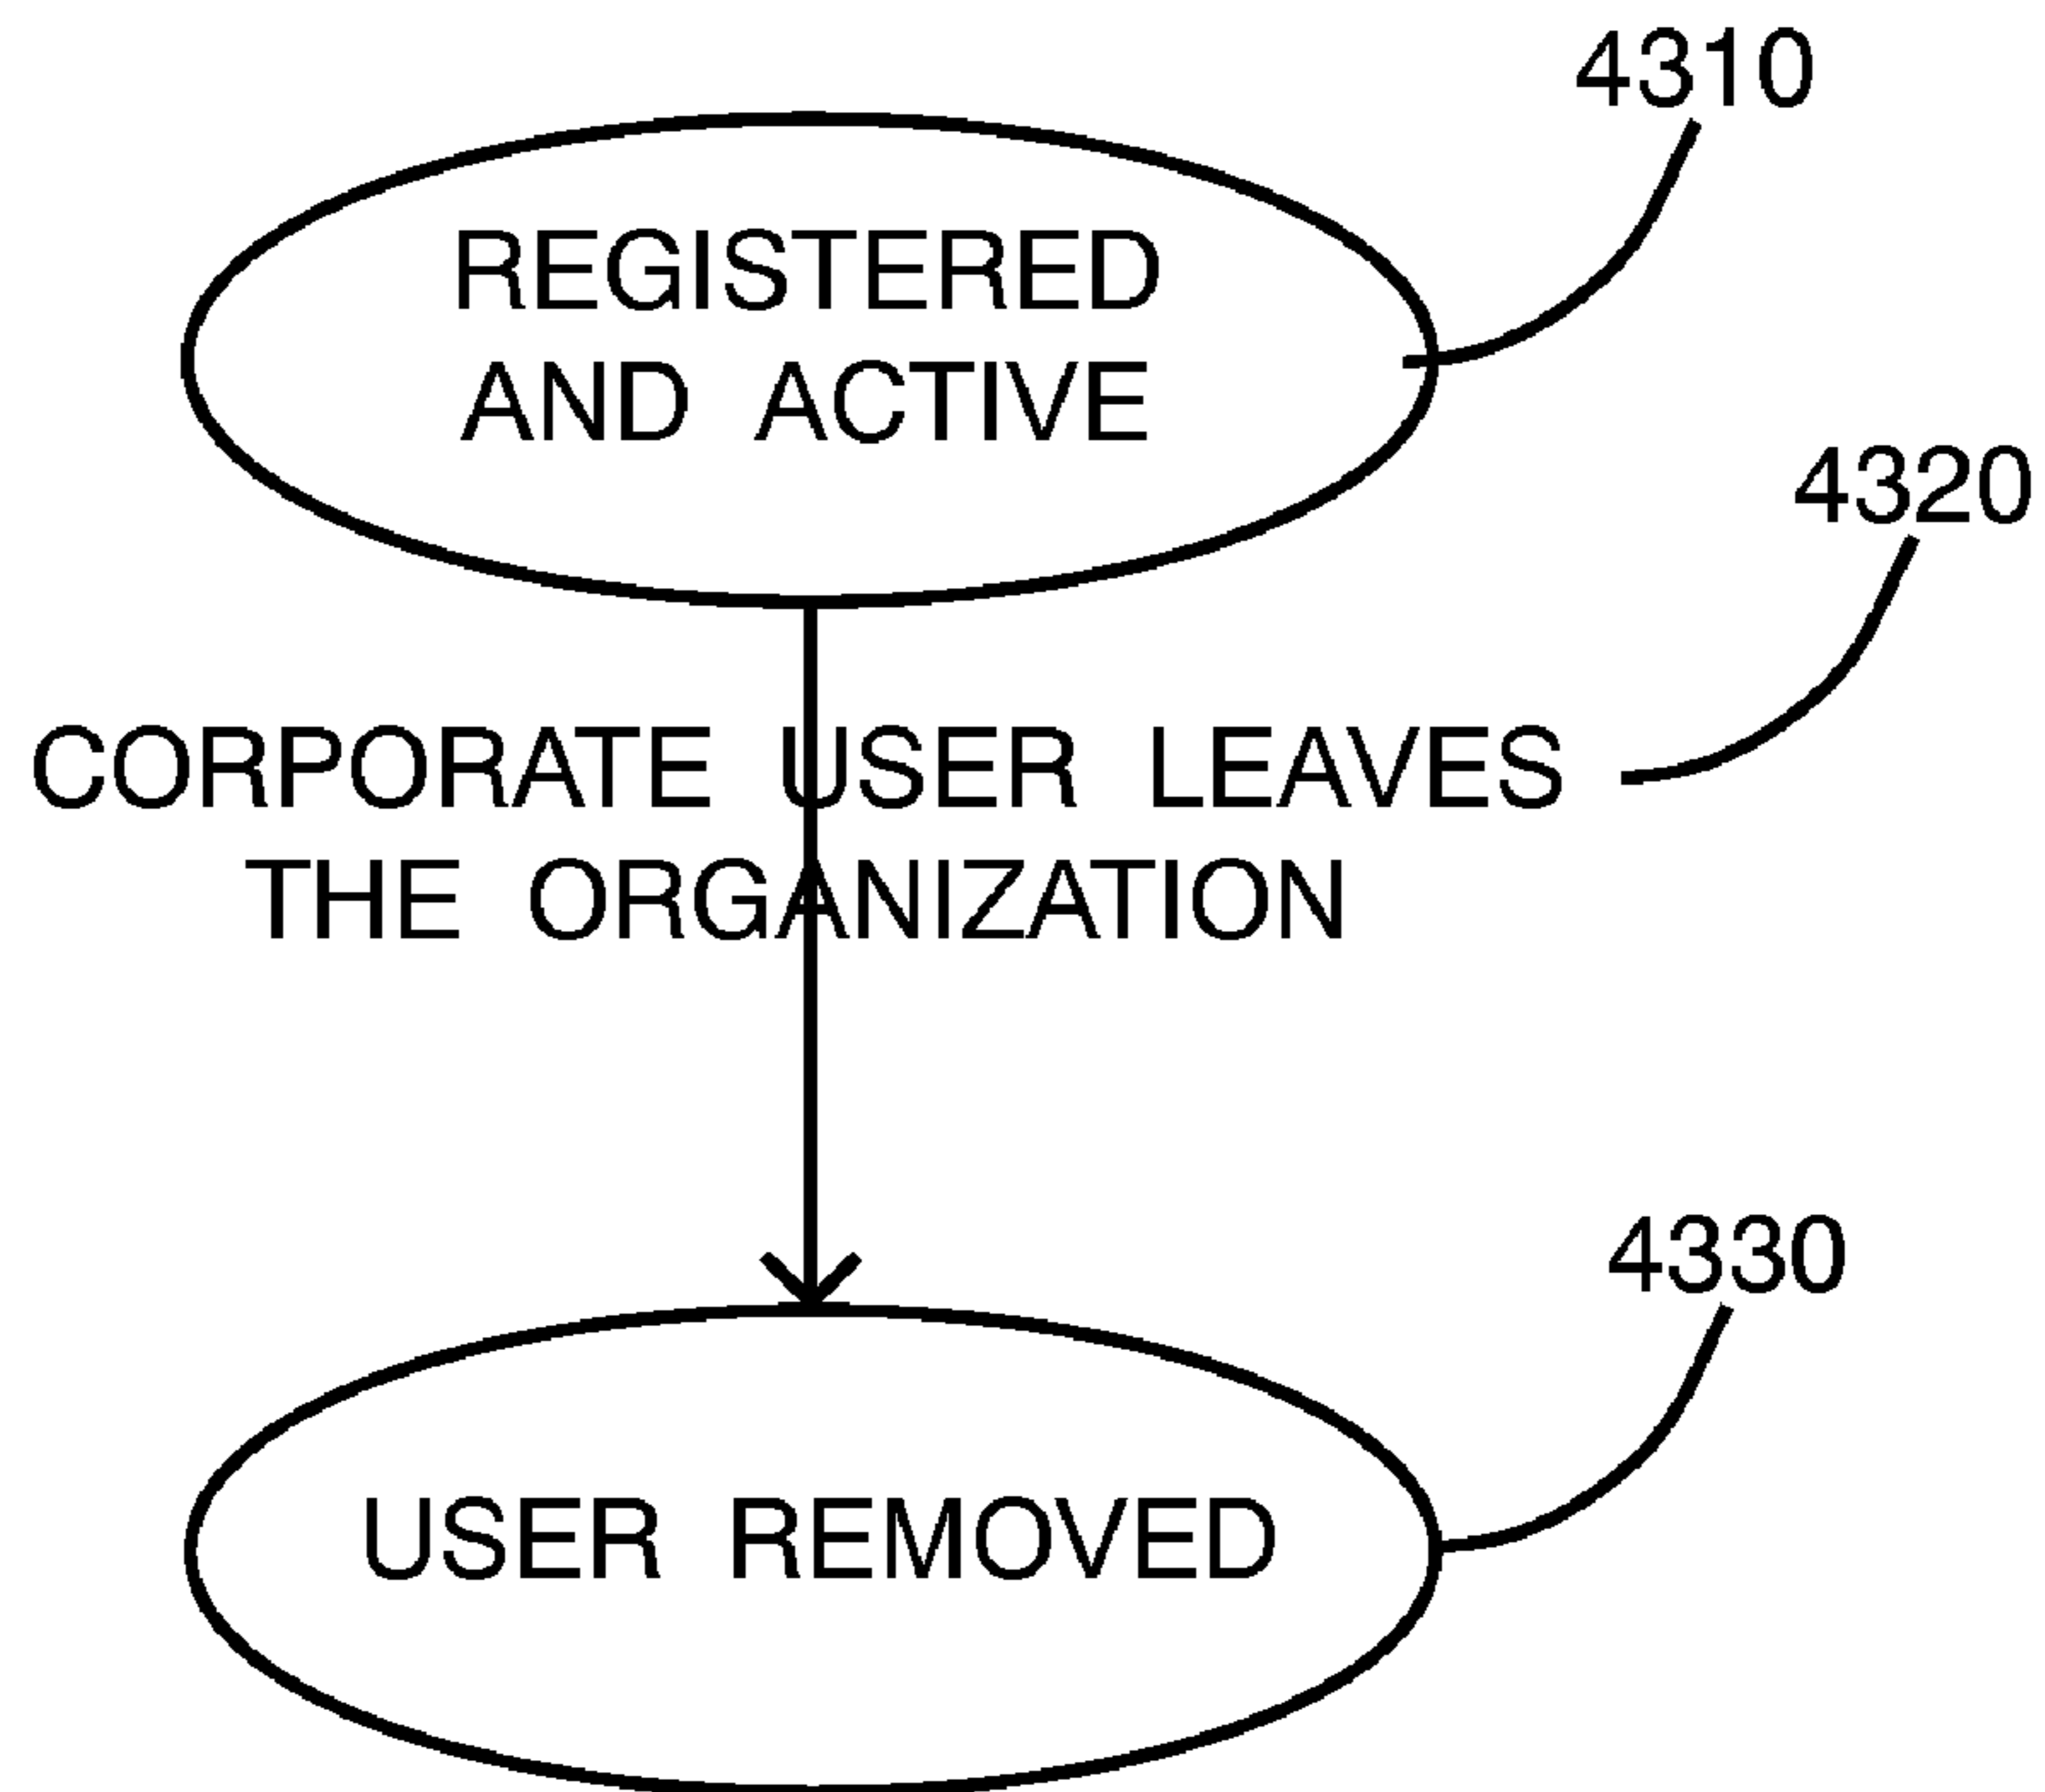 4310
REGISTERED
AND ACTIVE
4320
CORPORATE USER LEAVES
THE ORGANIZATION
4330
USER REMOVED